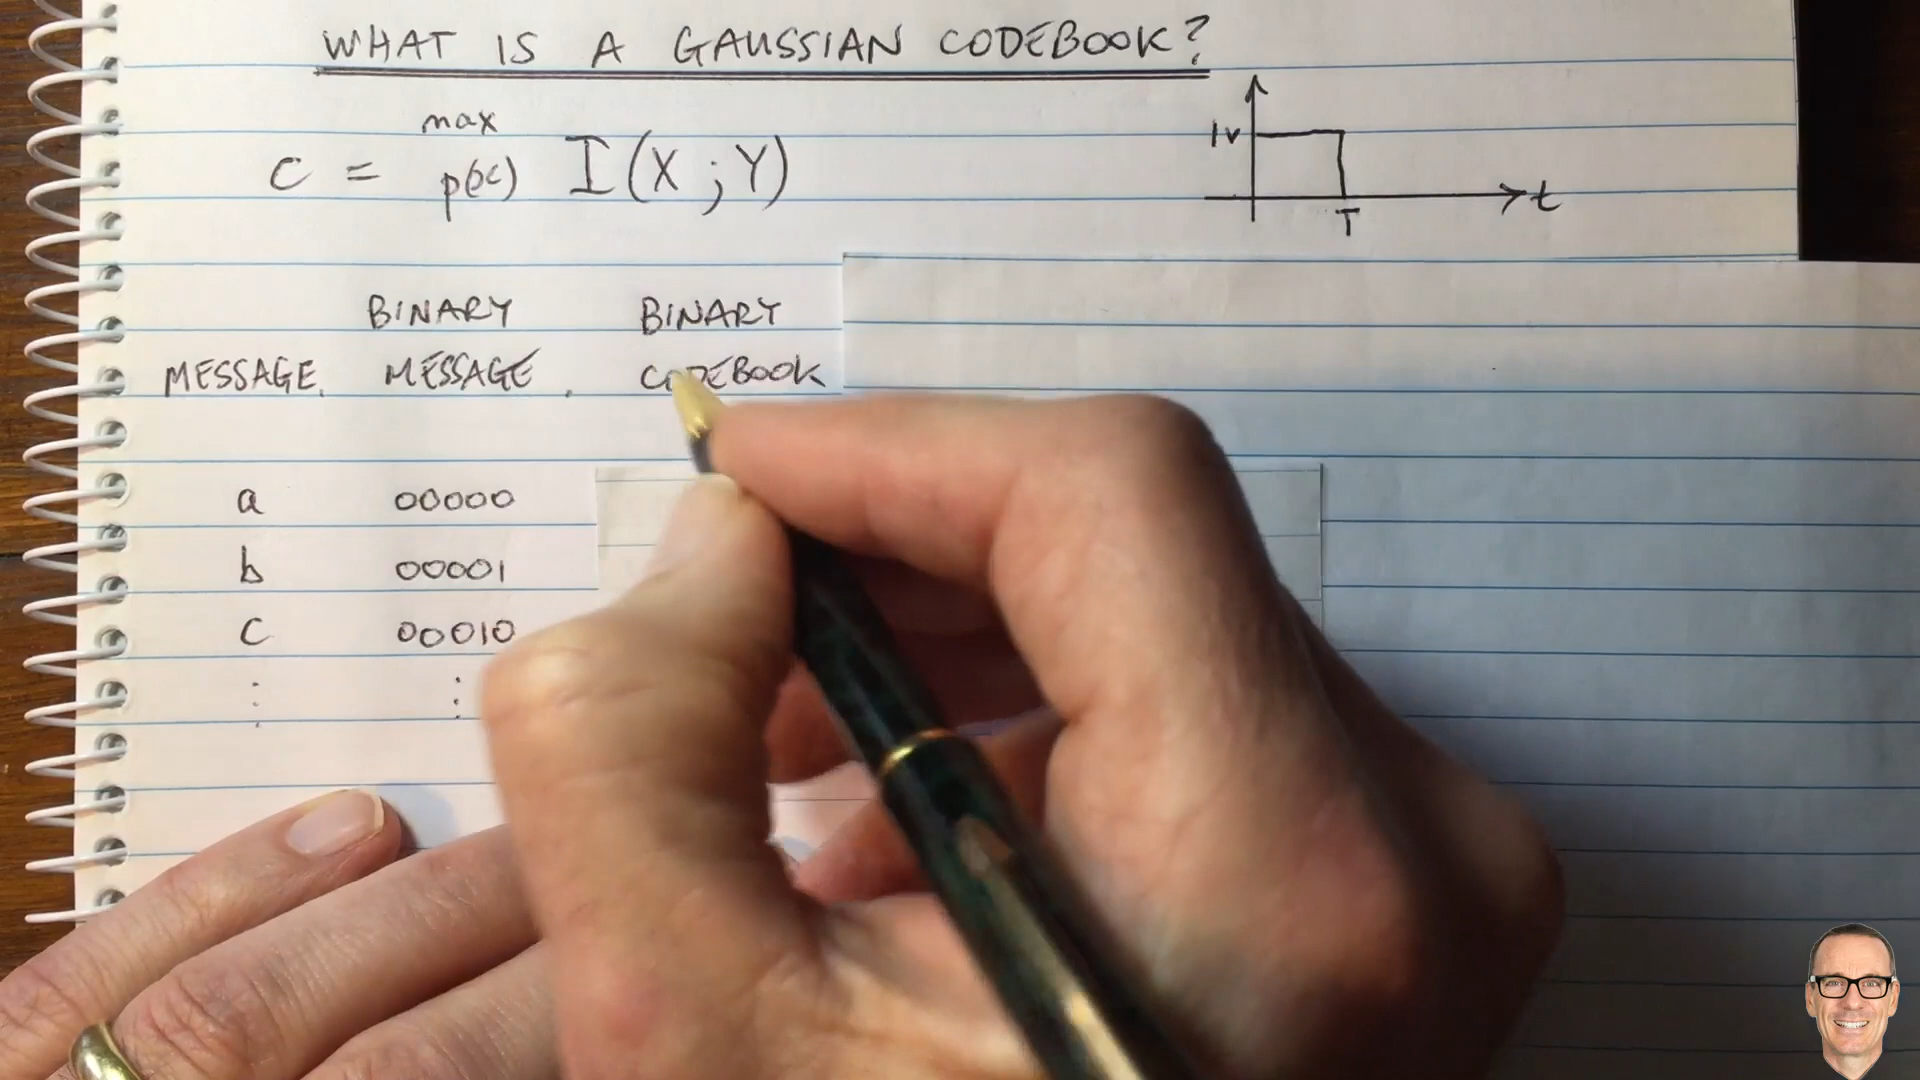 WHAT IS A GAUSSIAN CODEBOOK?
max
C = p(x) I(X;Y)
1v
t
T
BINARY BINARY
MESSAGE MESSAGE CODEBOOK
a 00000
b 00001
c 00010
: :